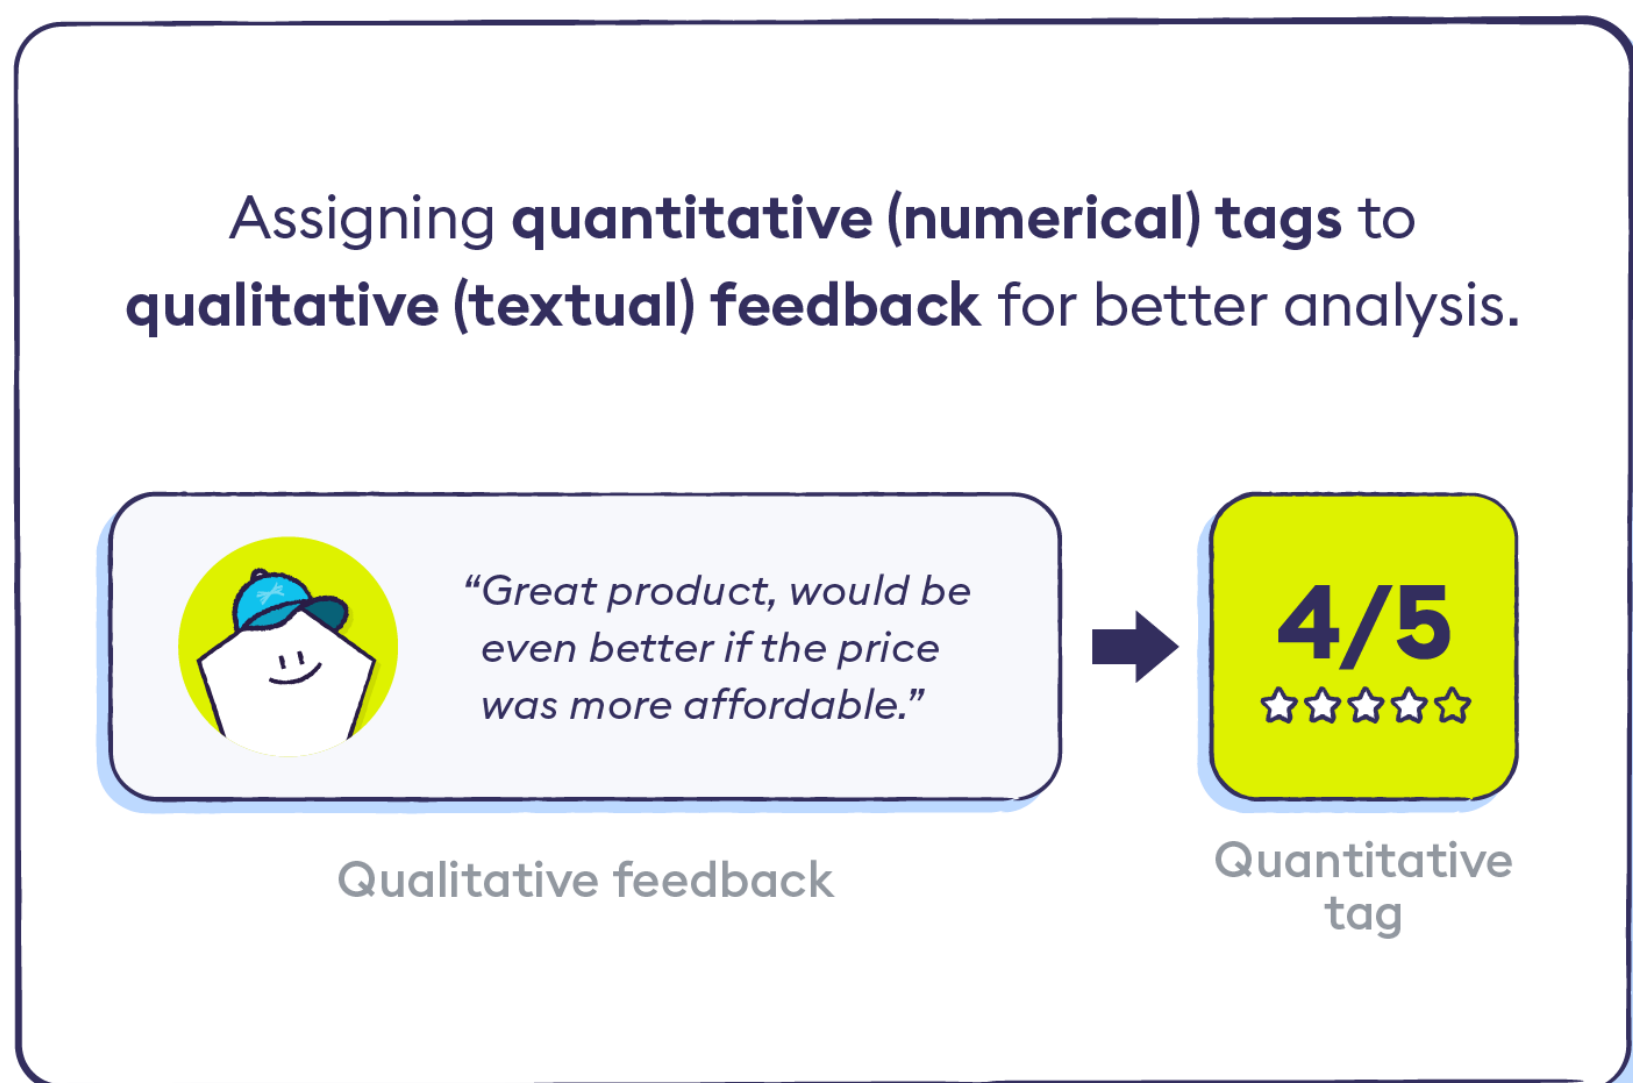 Assigning quantitative (numerical) tags to
qualitative (textual) feedback for better analysis.
“Great product, would be
even better if the price
was more affordable.”
4/5
Qualitative feedback
Quantitative
tag